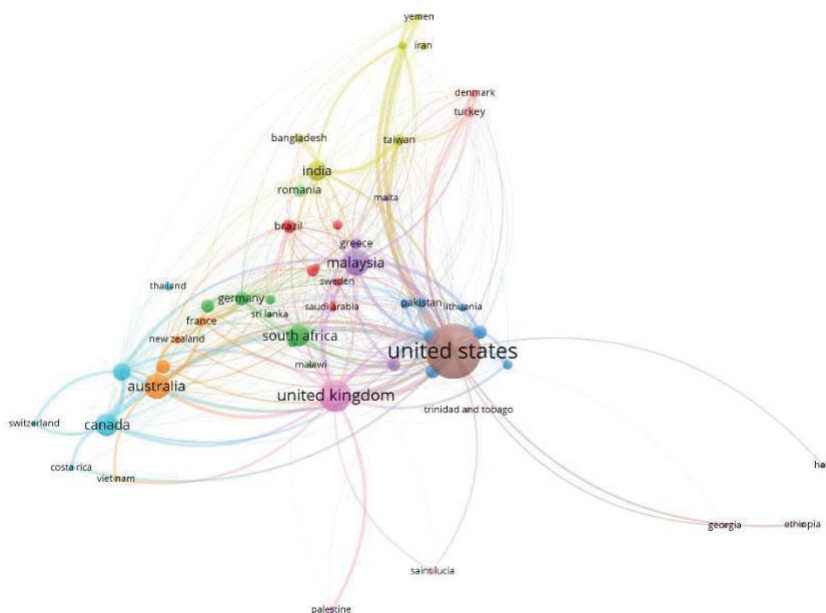 yemen
iran
denmark
turkey
bangladesh
taiwan
india
romania
malta
brazil
greece
malaysia
sweden
thailand
germany
pakistan
lithuania
saudi arabia
sri lanka
france
south africa
new zealand
united states
malawi
australia
united kingdom
trinidad and tobago
switzerland
canada
costa rica
viet nam
georgia
ethiopia
saint lucia
palestine